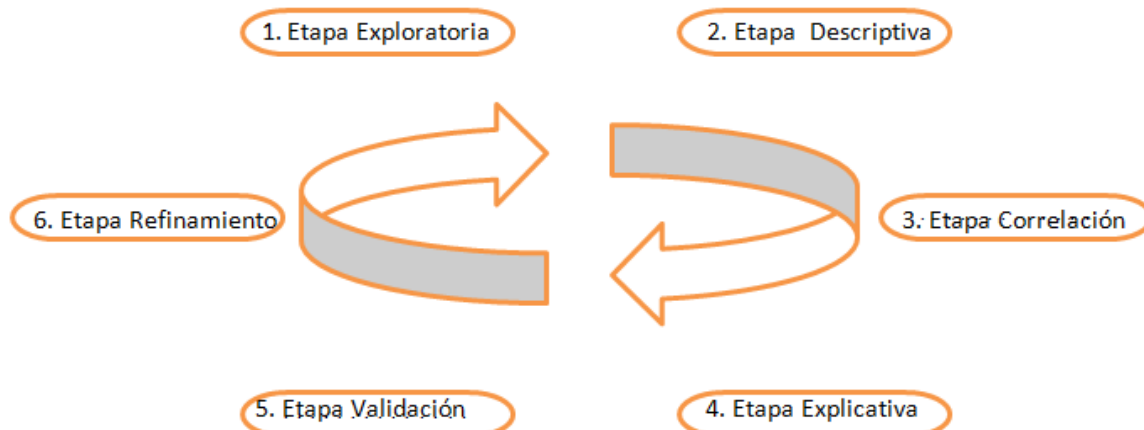 1. Etapa Exploratoria
2. Etapa Descriptiva
3. Etapa Correlación
4. Etapa Explicativa
5. Etapa Validación
6. Etapa Refinamiento